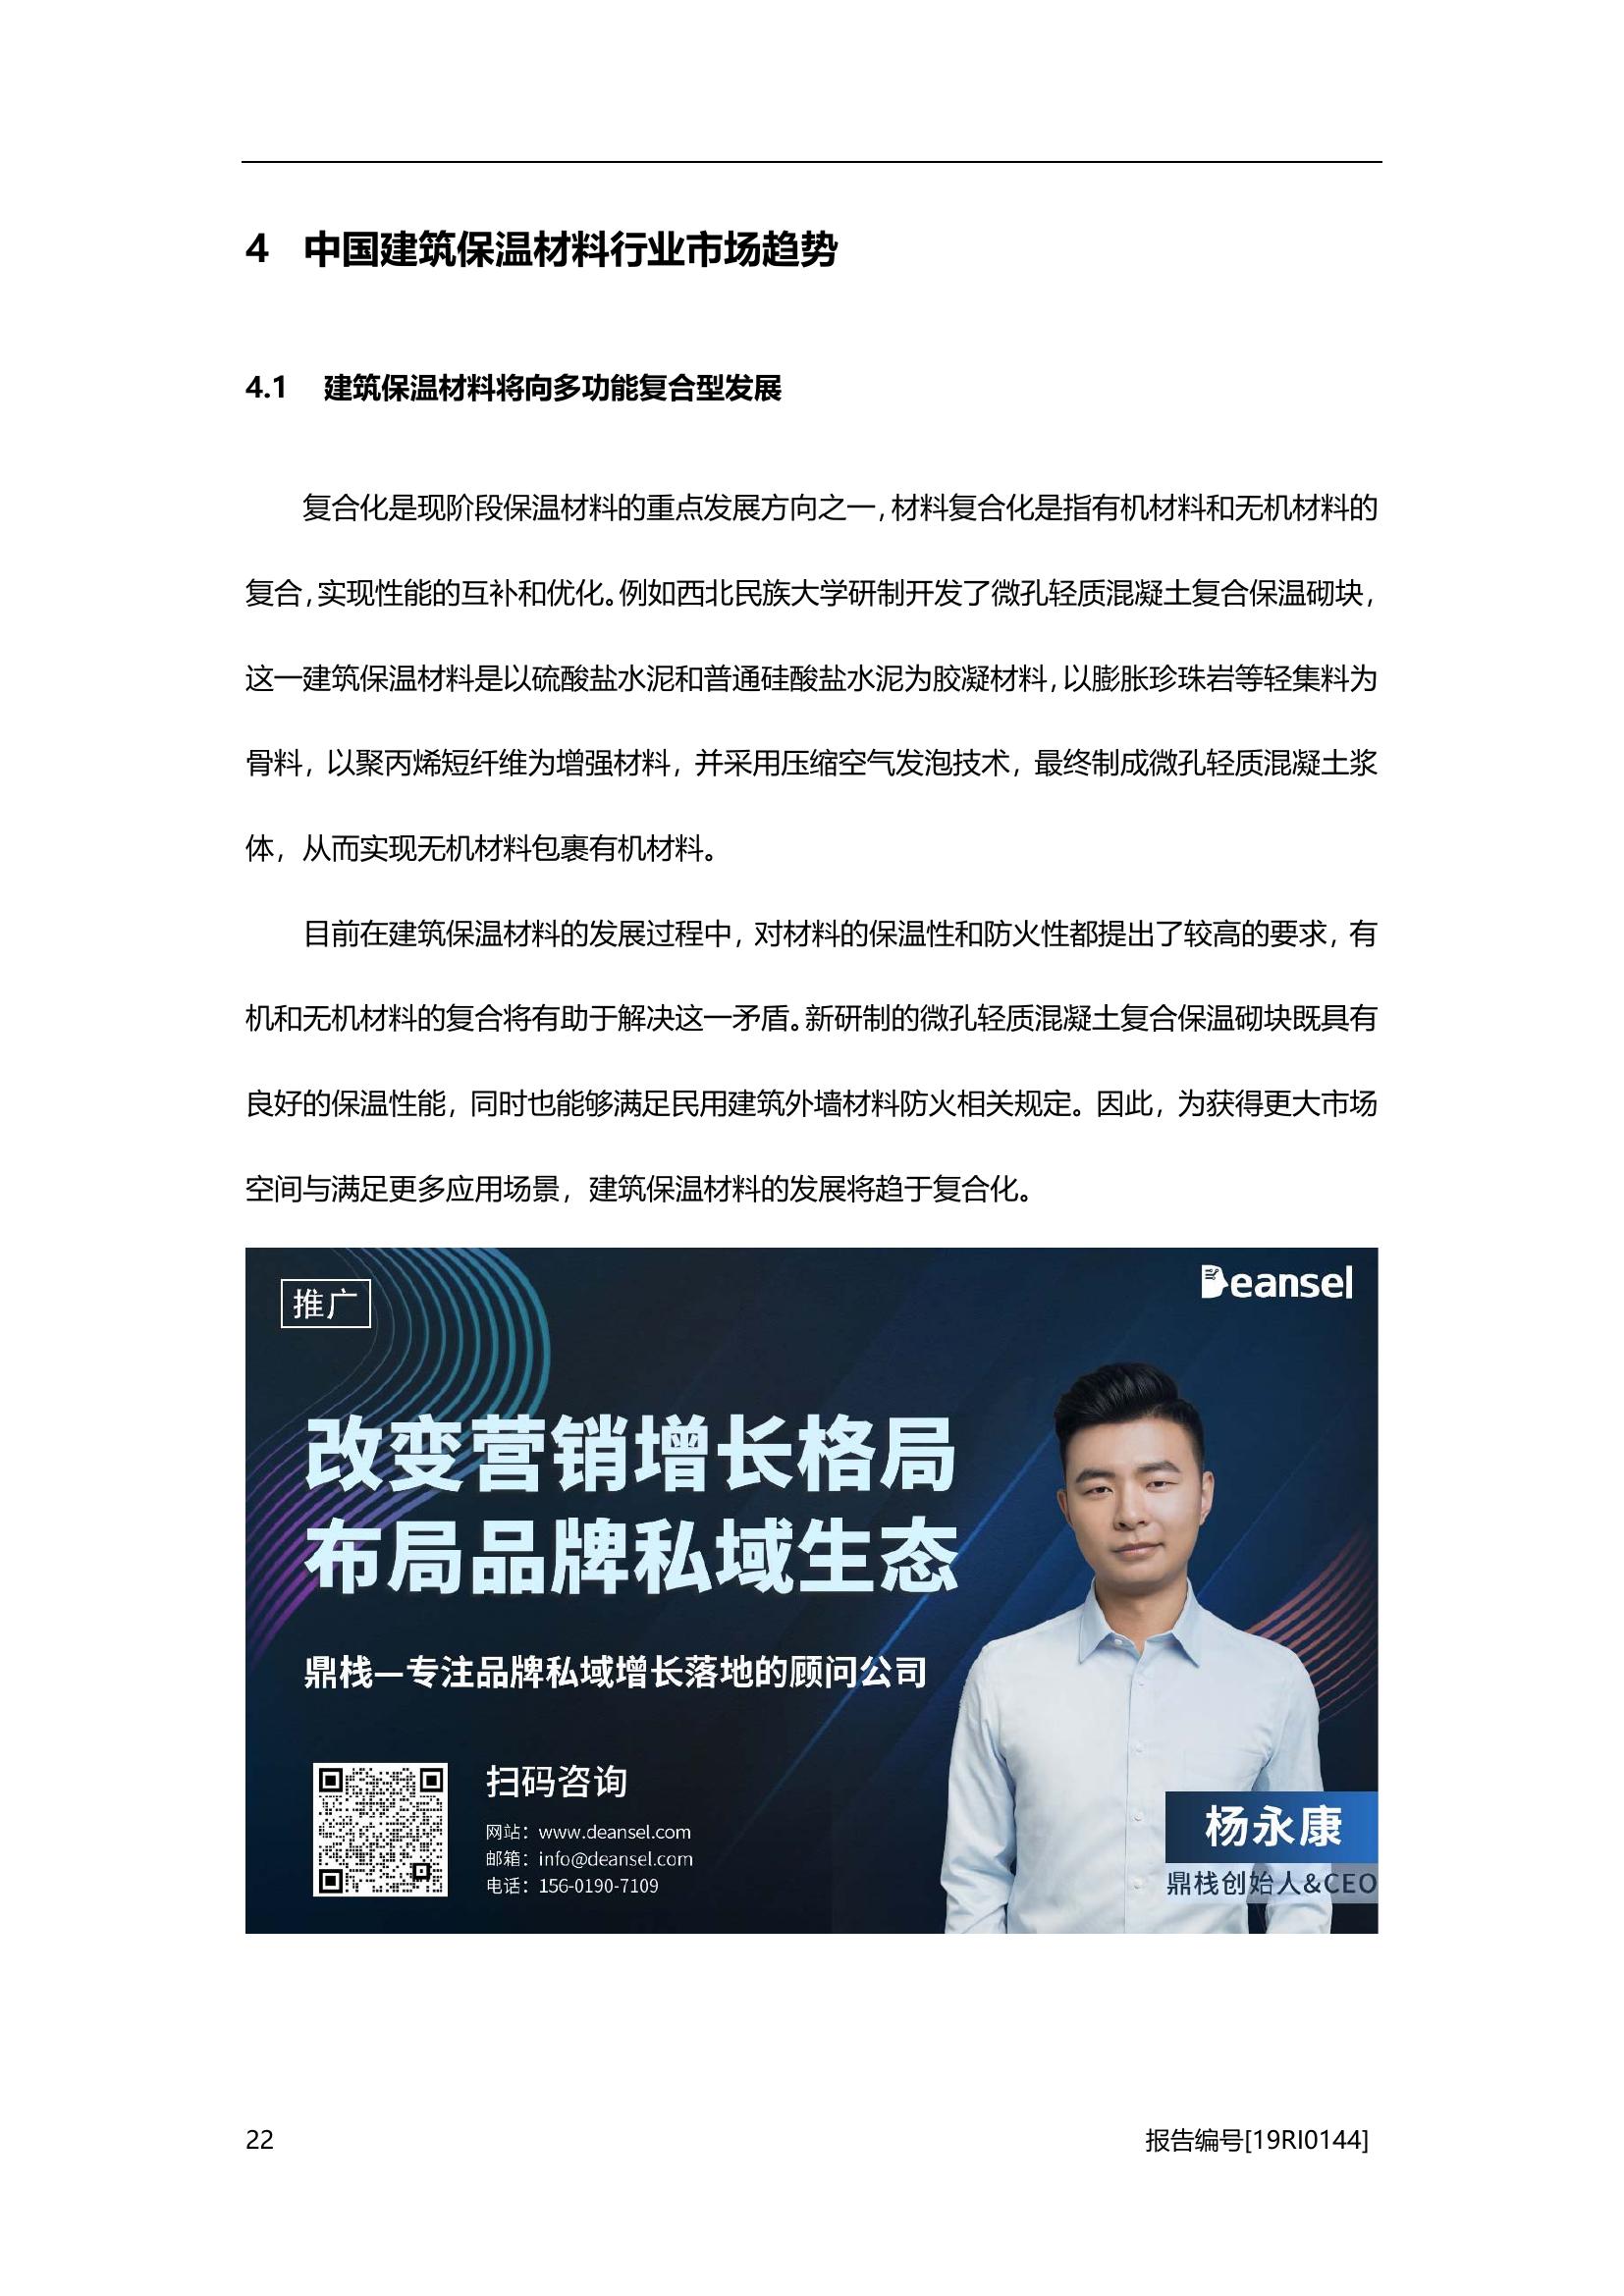 4 中国建筑保温材料行业市场趋势
4.1 建筑保温材料将向多功能复合型发展
复合化是现阶段保温材料的重点发展方向之一，材料复合化是指有机材料和无机材料的
复合，实现性能的互补和优化。例如西北民族大学研制开发了微孔轻质混凝土复合保温砌块，
这一建筑保温材料是以硫酸盐水泥和普通硅酸盐水泥为胶凝材料，以膨胀珍珠岩等轻集料为
骨料，以聚丙烯短纤维为增强材料，并采用压缩空气发泡技术，最终制成微孔轻质混凝土浆
体，从而实现无机材料包裹有机材料。
目前在建筑保温材料的发展过程中，对材料的保温性和防火性都提出了较高的要求，有
机和无机材料的复合将有助于解决这一矛盾。新研制的微孔轻质混凝土复合保温砌块既具有
良好的保温性能，同时也能够满足民用建筑外墙材料防火相关规定。因此，为获得更大市场
空间与满足更多应用场景，建筑保温材料的发展将趋于复合化。
推广
Deansel
改变营销增长格局
布局品牌私域生态
鼎栈—专注品牌私域增长落地的顾问公司
扫码咨询
网站：www.deansel.com
邮箱：info@deansel.com
电话：156-0190-7109
杨永康
鼎栈创始人&CEO
22 报告编号[19RI0144]